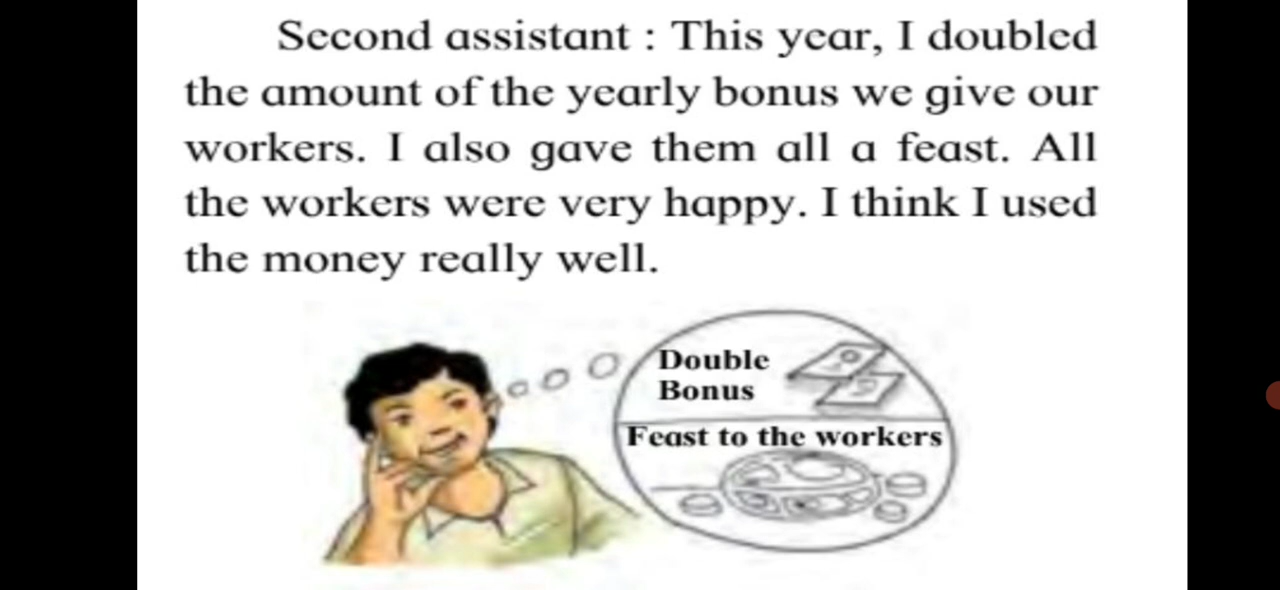 Second assistant : This year, I doubled
the amount of the yearly bonus we give our
workers. I also gave them all a feast. All
the workers were very happy. I think I used
the money really well.
Double
Bonus
Feast to the workers